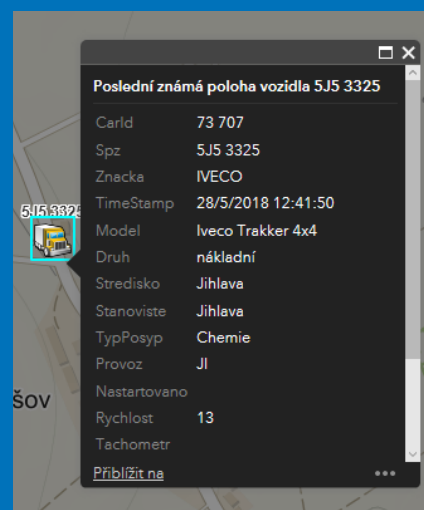 Poslední známá poloha vozidla 5J5 3325
CarId 73 707
Spz 5J5 3325
Znacka IVECO
TimeStamp 28/5/2018 12:41:50
Model Iveco Trakker 4x4
Druh nákladní
Stredisko Jihlava
Stanoviste Jihlava
TypPosyp Chemie
Provoz JI
Nastartovano
Rychlost 13
Tachometr
Přiblížit na
5J5 3325
šov